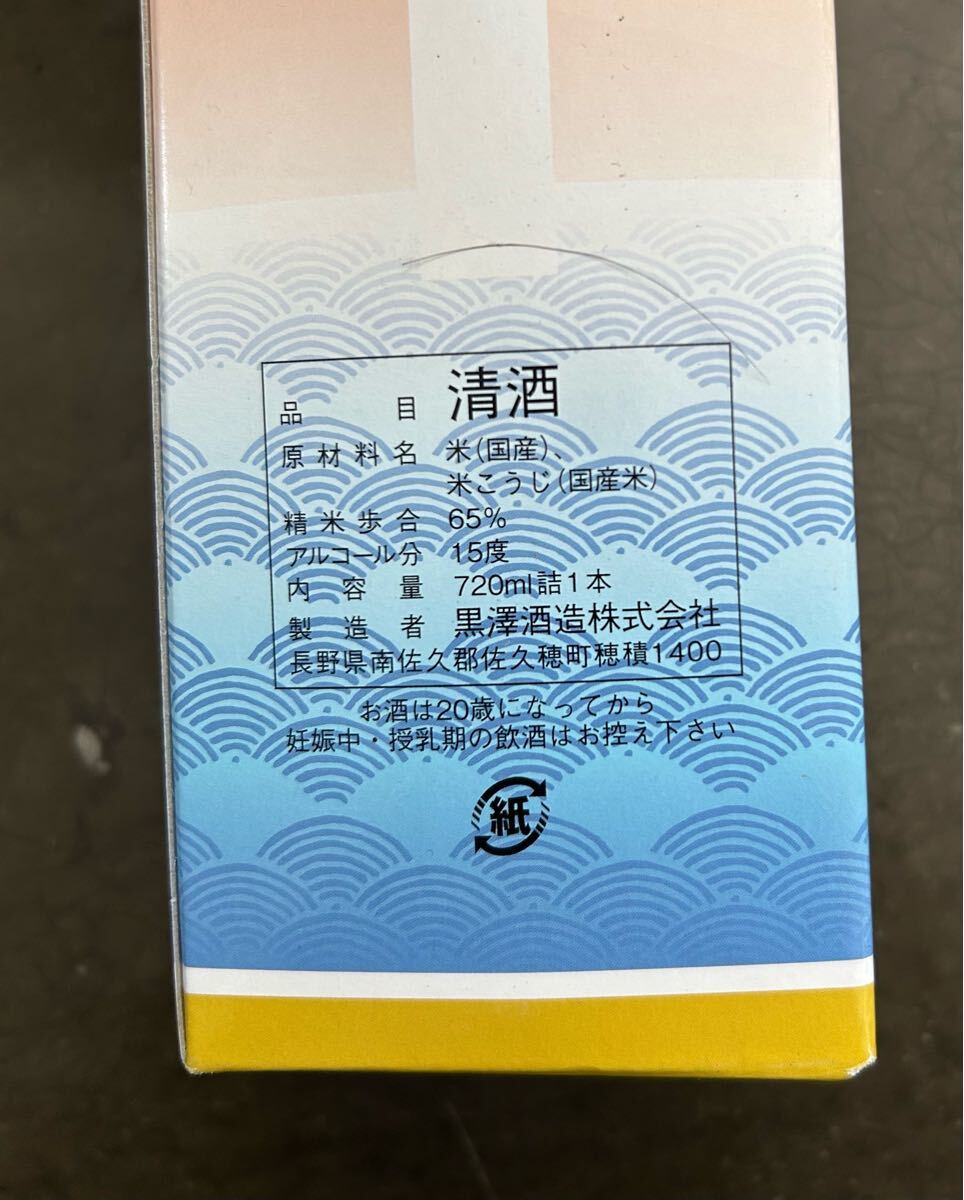 品目 清酒
原材料名 米(国産)、
米こうじ(国産米)
精米歩合 65%
アルコール分 15度
内容量 720ml詰1本
製造者 黒澤酒造株式会社
長野県南佐久郡佐久穂町穂積1400
お酒は20歳になってから
妊娠中・授乳期の飲酒はお控え下さい
紙